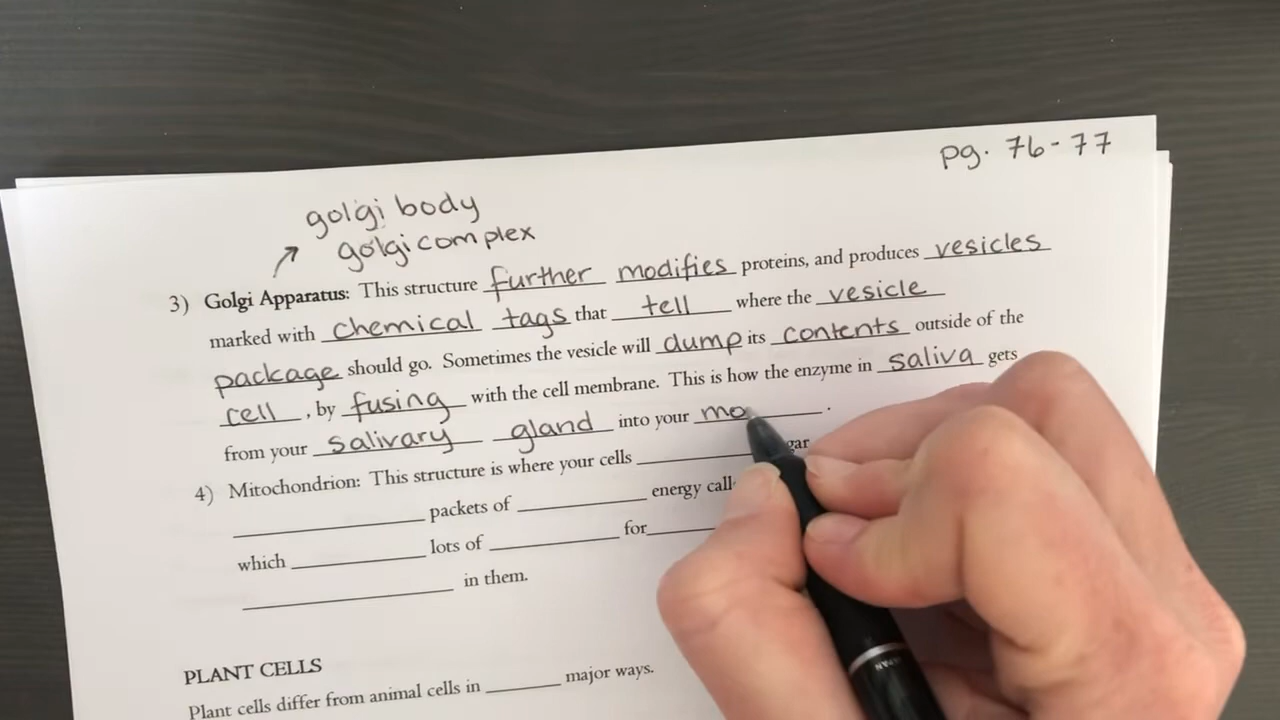 pg. 76-77
golgi body
golgi complex
3) Golgi Apparatus: This structure further modifies proteins, and produces vesicles
marked with chemical tags that tell where the vesicle
package should go. Sometimes the vesicle will dump its contents outside of the
cell, by fusing with the cell membrane. This is how the enzyme in saliva gets
from your salivary gland into your mo .
4) Mitochondrion: This structure is where your cells
packets of energy
which lots of for
in them.
PLANT CELLS
Plant cells differ from animal cells in major ways.